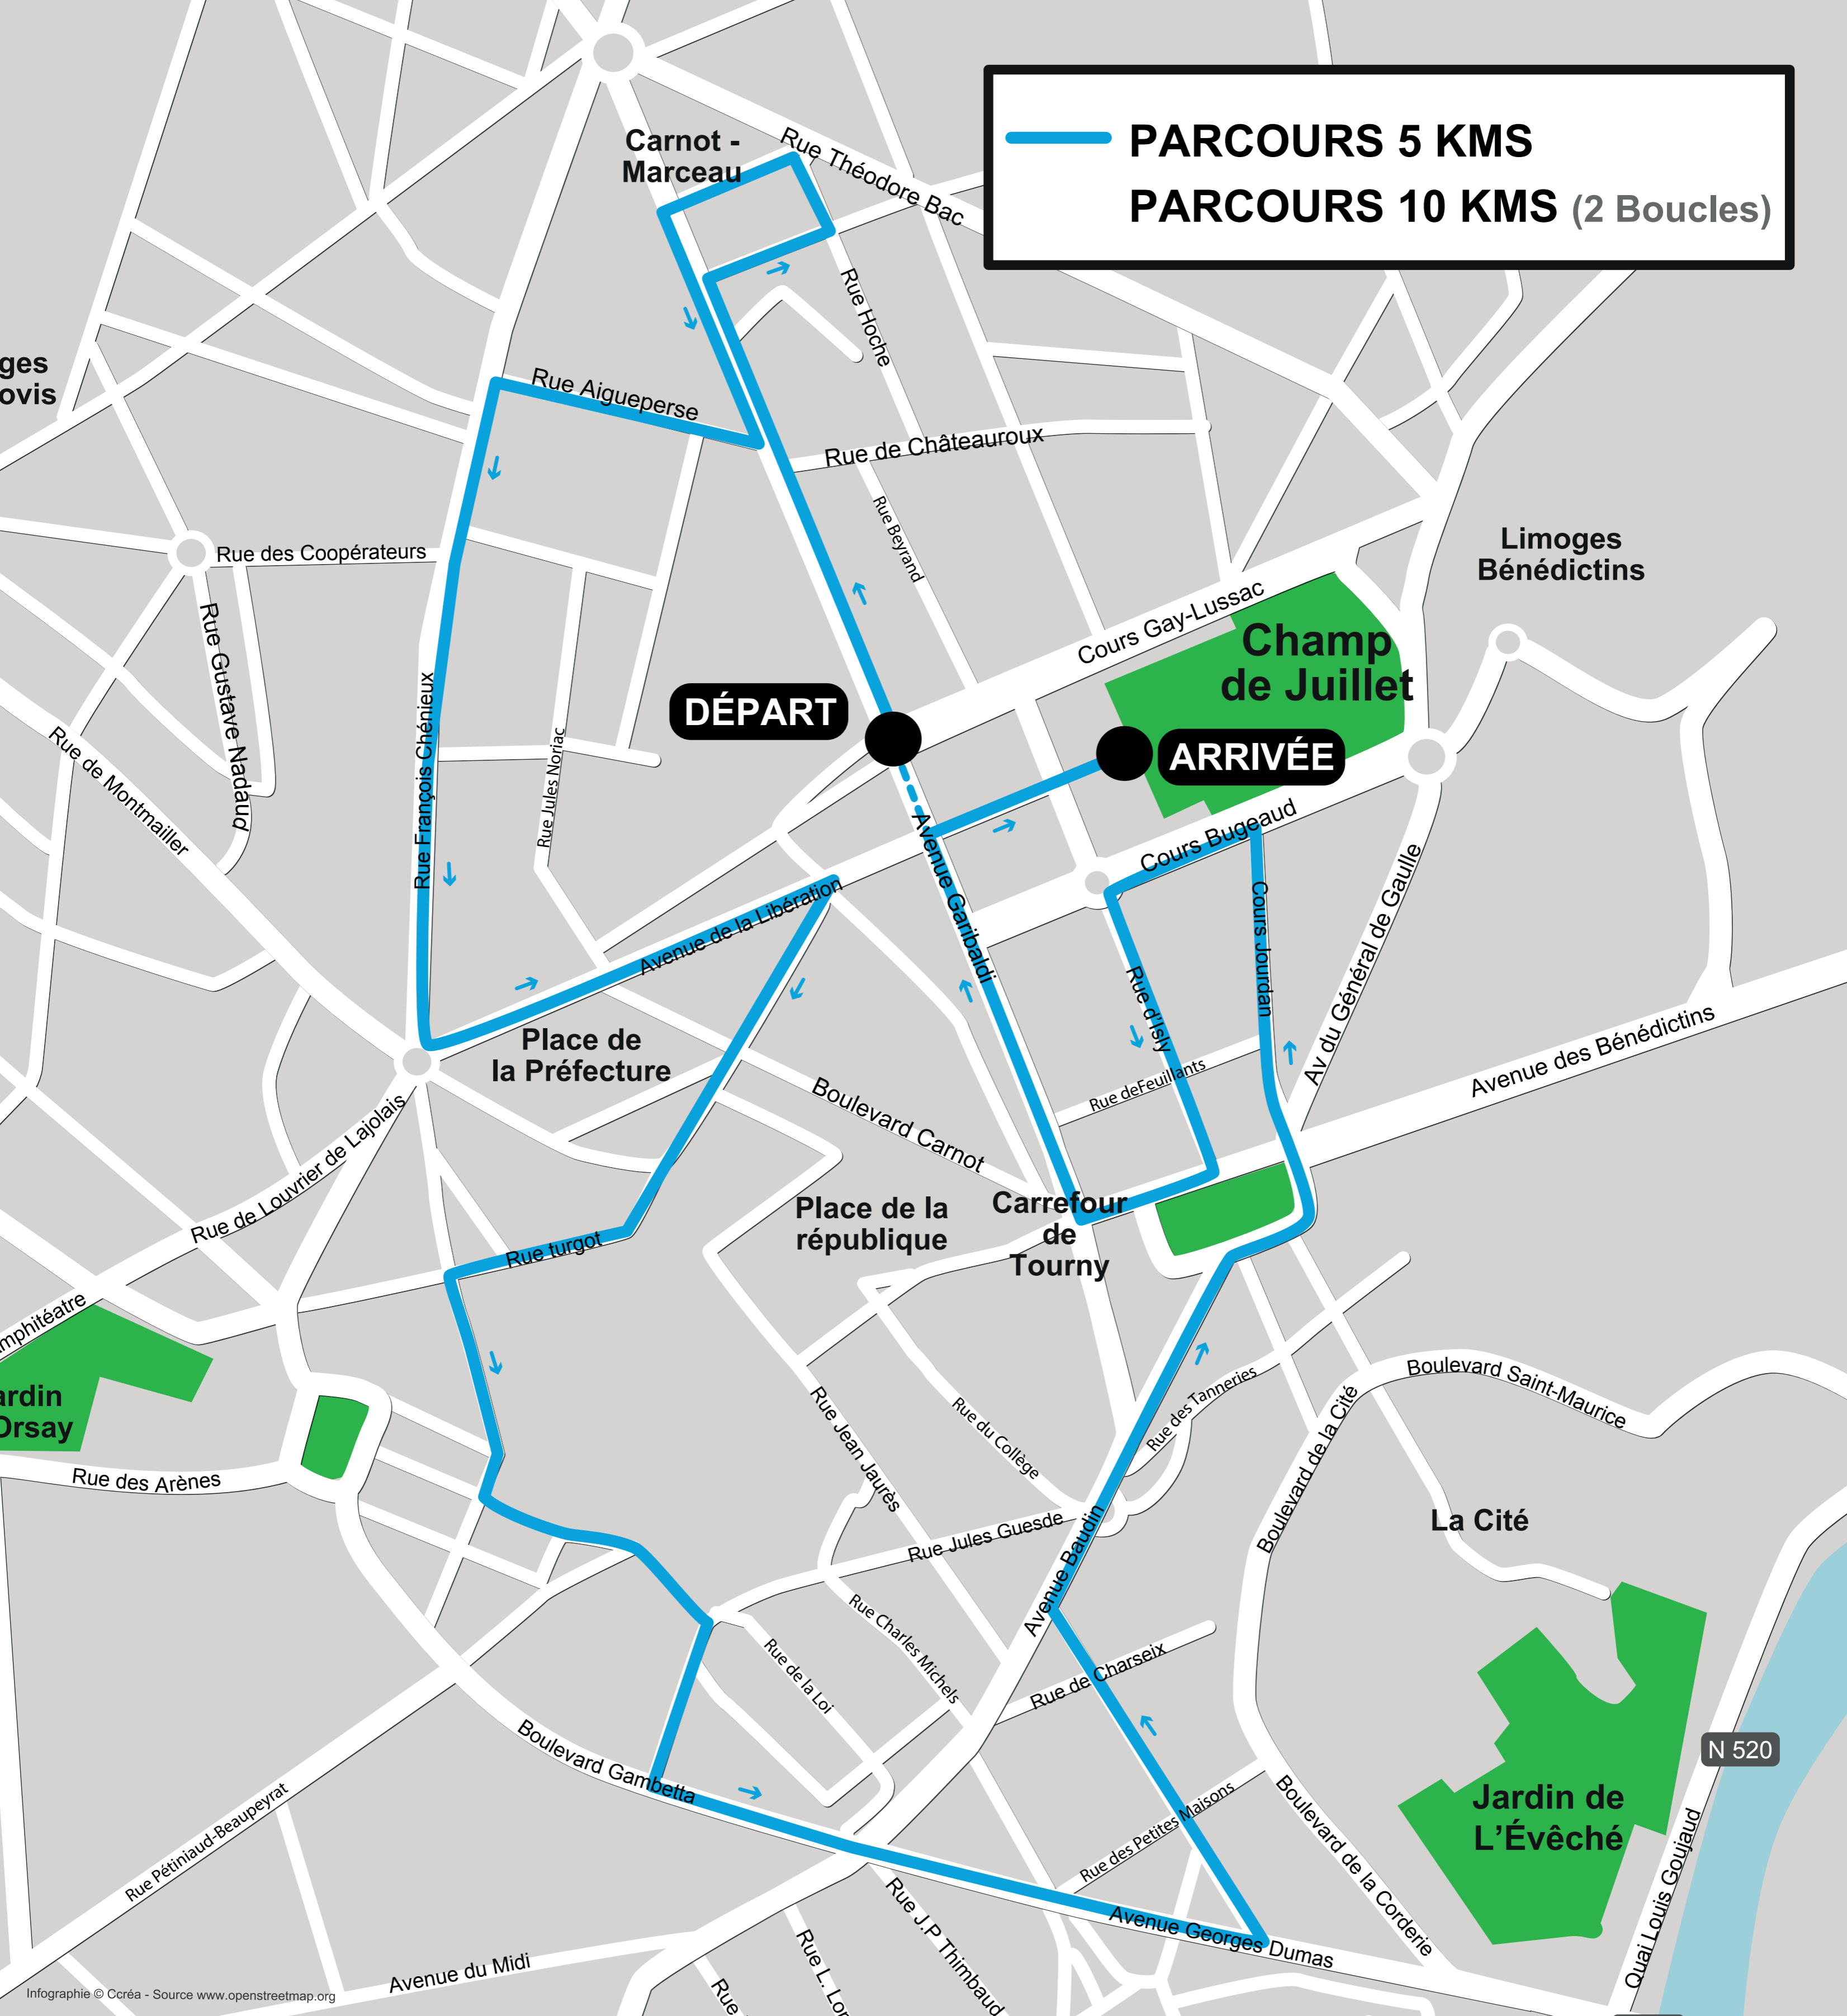 Carnot -
Marceau
Rue Théodore Bac
PARCOURS 5 KMS
PARCOURS 10 KMS (2 Boucles)
Rue Hoche
ges
ovis
Rue Aigueperse
Rue de Châteauroux
Rue Beyrand
Rue des Coopérateurs
Limoges
Bénédictins
Cours Gay-Lussac
Champ
de Juillet
Rue Gustave Nadaud
Rue François Chénieux
Rue de Montmailler
Rue Jules Noriac
DÉPART
ARRIVÉE
Avenue Garibaldi
Cours Bugeaud
Avenue de la Libération
Cours Jourdan
Av du Général de Gaulle
Rue d'Isly
Place de
la Préfecture
Rue deFeuillants
Avenue des Bénédictins
Boulevard Carnot
Rue de Louvrier de Lajolais
Place de la
république
Carrefour
de
Tourny
Rue turgot
mphitéatre
ardin
Orsay
Rue des Arènes
Rue Jean Jaurès
Rue du Collège
Rue des Tanneries
Boulevard de la Cité
Boulevard Saint-Maurice
La Cité
Rue Jules Guesde
Avenue Baudin
Rue Charles Michels
Rue de la Loi
Rue de Charseix
Boulevard Gambetta
N 520
Rue Pétiniaud-Beaupeyrat
Rue des Petites Maisons
Boulevard de la Corderie
Jardin de
L’Évêché
Quai Louis Goujaud
Avenue Georges Dumas
Rue J.P Thimbaud
Rue L. Lor
Rue
Avenue du Midi
Infographie © Ccréa - Source www.openstreetmap.org